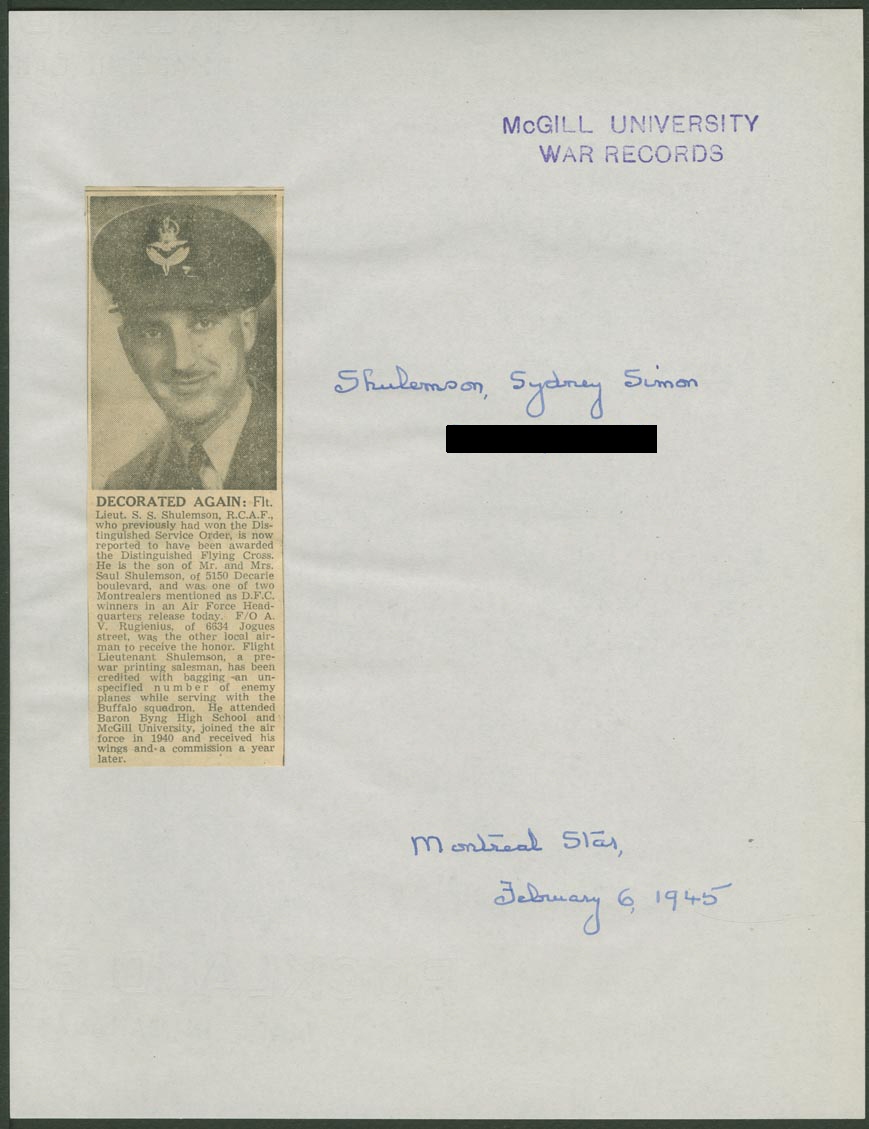 McGILL UNIVERSITY
WAR RECORDS
Shulemson, Sydney Simon
DECORATED AGAIN: Flt.
Lieut. S. S. Shulemson, R.C.A.F.,
who previously had won the Dis-
tinguished Service Order, is now
reported to have been awarded
the Distinguished Flying Cross.
He is the son of Mr. and Mrs.
Saul Shulemson, of 5150 Decarie
boulevard, and was one of two
Montrealers mentioned as D.F.C.
winners in an Air Force Head-
quarters release today. F/O A.
V. Rugienius, of 6634 Jogues
street, was the other local air-
man to receive the honor. Flight
Lieutenant Shulemson, a pre-
war printing salesman, has been
credited with bagging an un-
specified number of enemy
planes while serving with the
Buffalo squadron. He attended
Baron Byng High School and
McGill University, joined the air
force in 1940 and received his
wings and a commission a year
later.
Montreal Star,
February 6, 1945